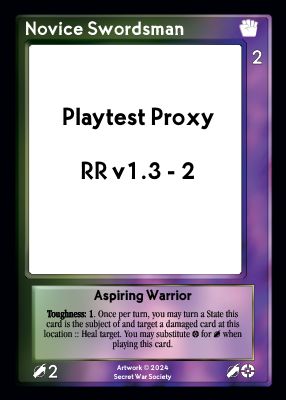 Novice Swordsman
2
Playtest Proxy
RR v1.3 - 2
Aspiring Warrior
Toughness: 1. Once per turn, you may turn a State this
card is the subject of and target a damaged card at this
location :: Heal target. You may substitute for when
playing this card.
2
Artwork © 2024
Secret War Society